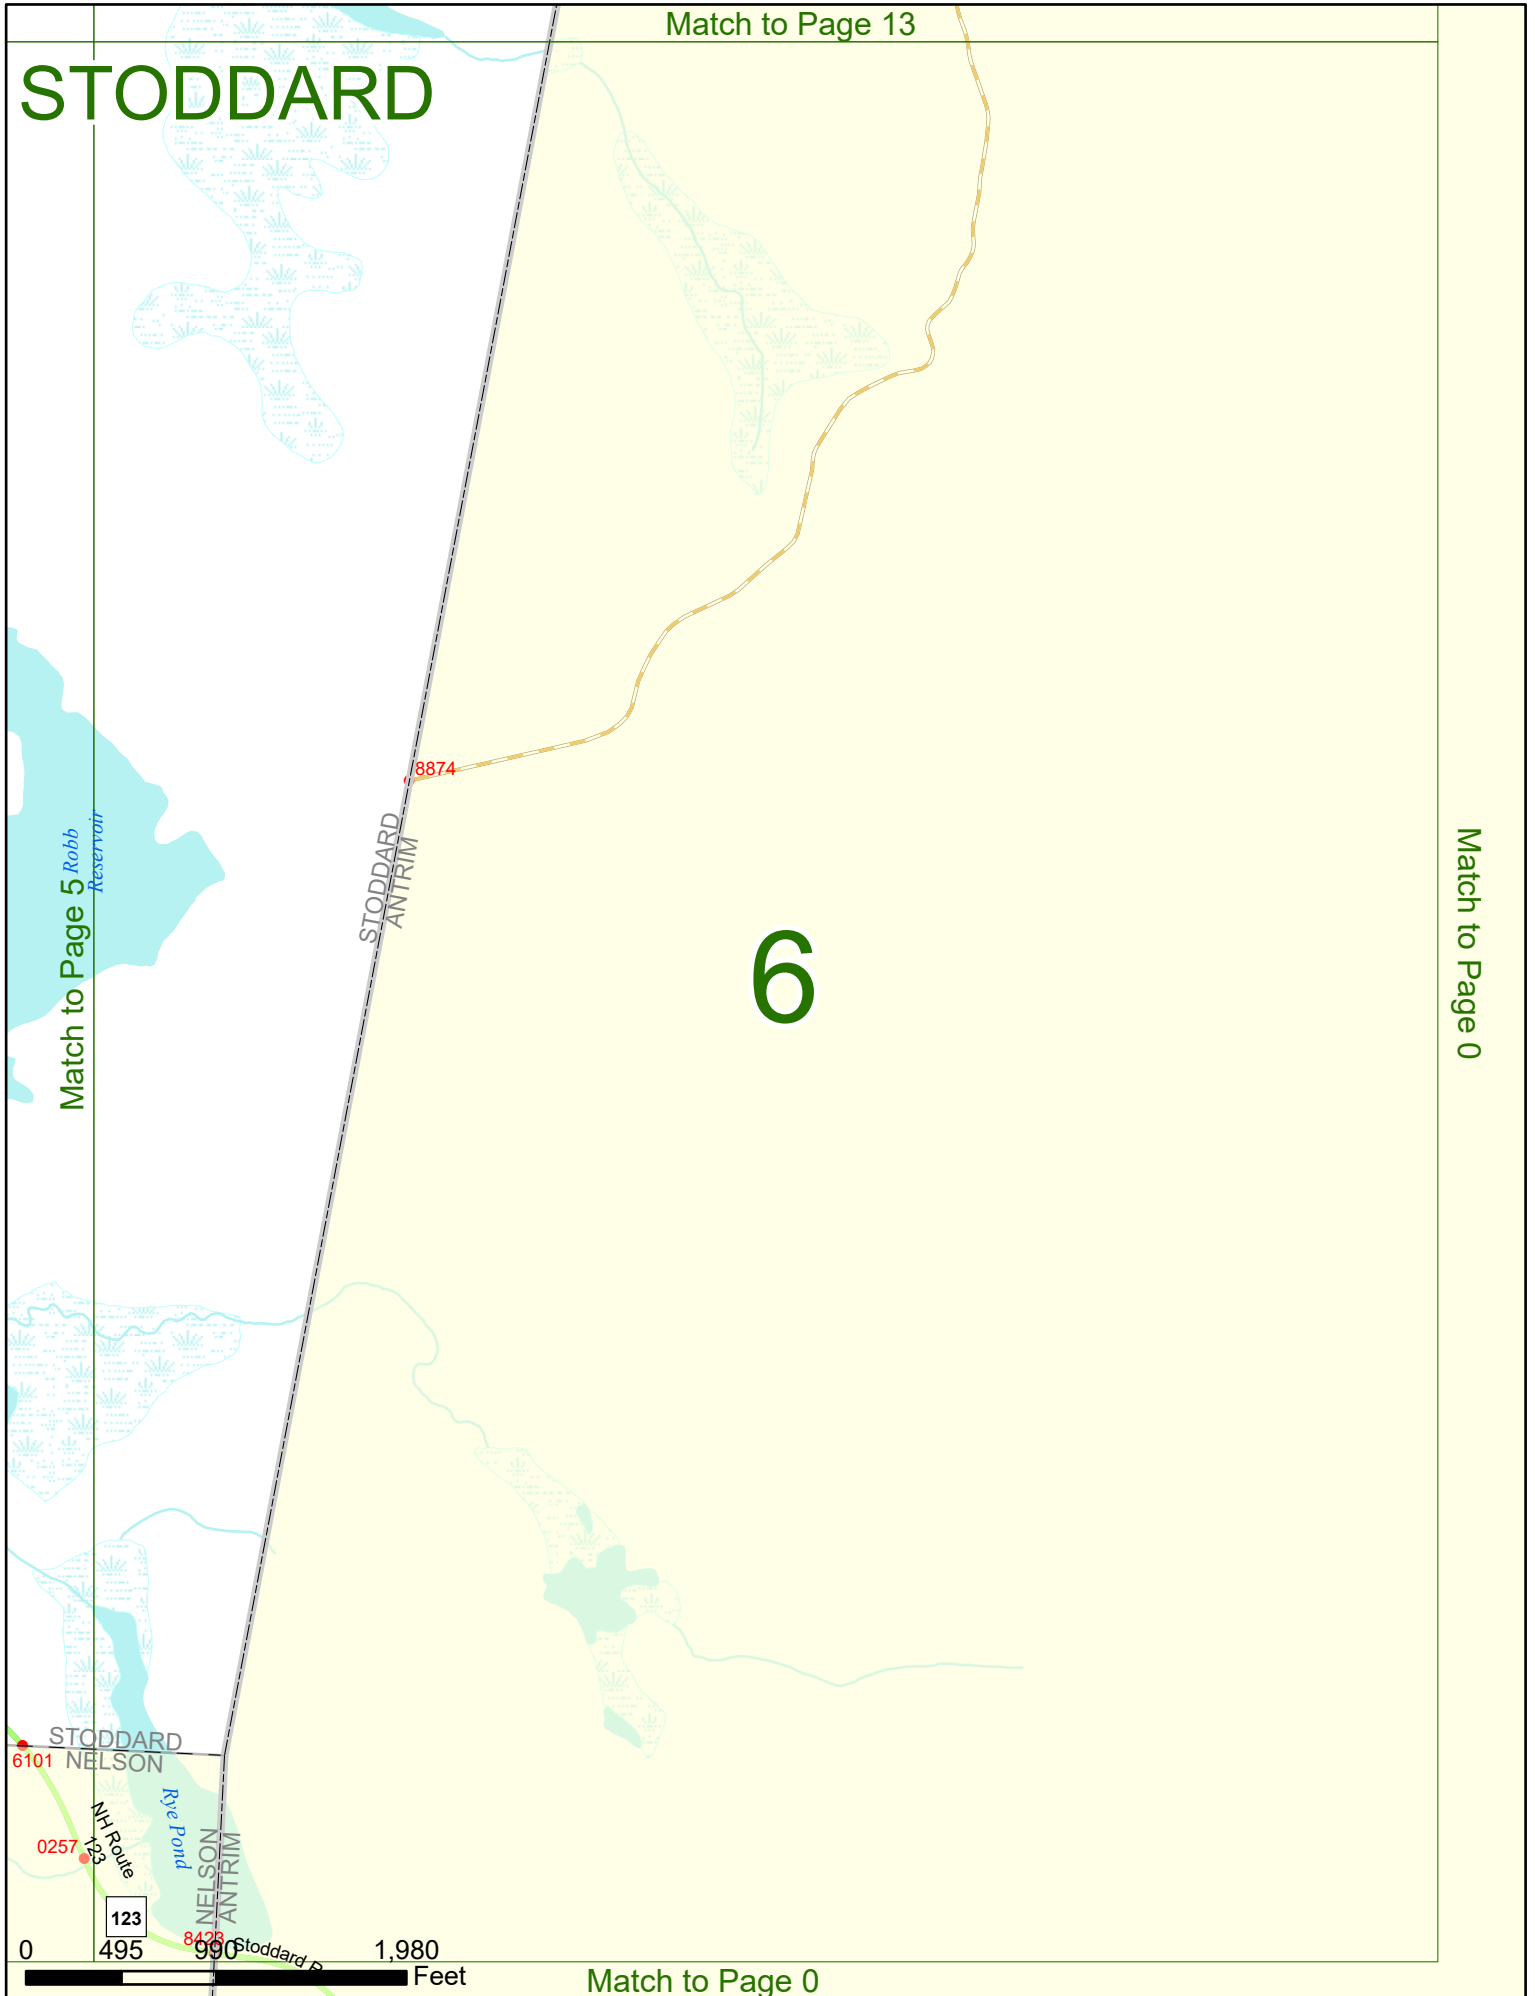 Match to Page 13
STODDARD
8874
STODDARD
ANTRIM
Robb
Reservoir
Match to Page 5
6
Match to Page 0
STODDARD
NELSON
6101
Rye Pond
NH Route
123
0257
NELSON
ANTRIM
123
8423
Stoddard
0 495 990 1,980
Feet
Match to Page 0